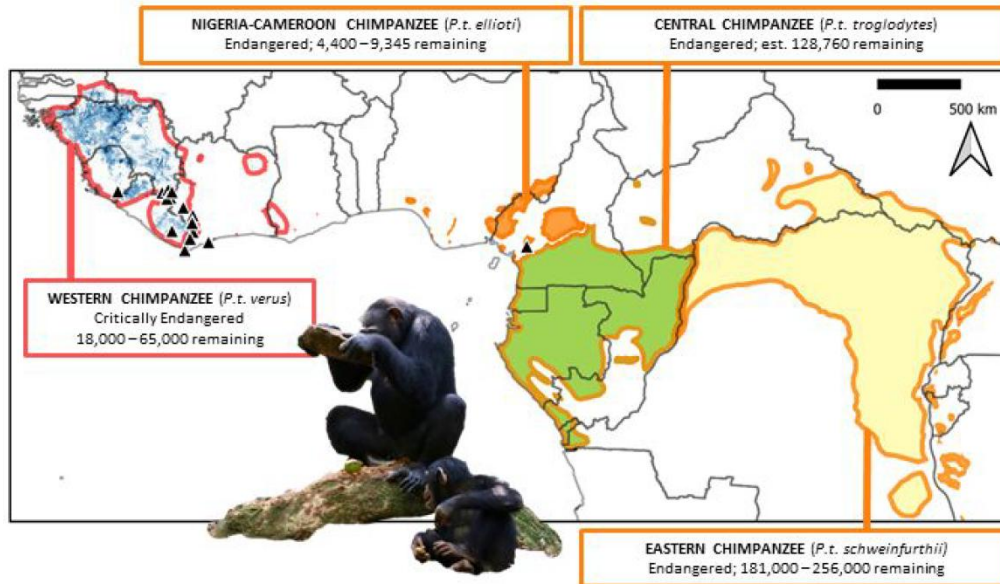 NIGERIA-CAMEROON CHIMPANZEE (P.t. ellioti)
Endangered; 4,400 – 9,345 remaining
CENTRAL CHIMPANZEE (P.t. troglodytes)
Endangered; est. 128,760 remaining
0 500 km
WESTERN CHIMPANZEE (P.t. verus)
Critically Endangered
18,000 – 65,000 remaining
EASTERN CHIMPANZEE (P.t. schweinfurthii)
Endangered; 181,000 – 256,000 remaining